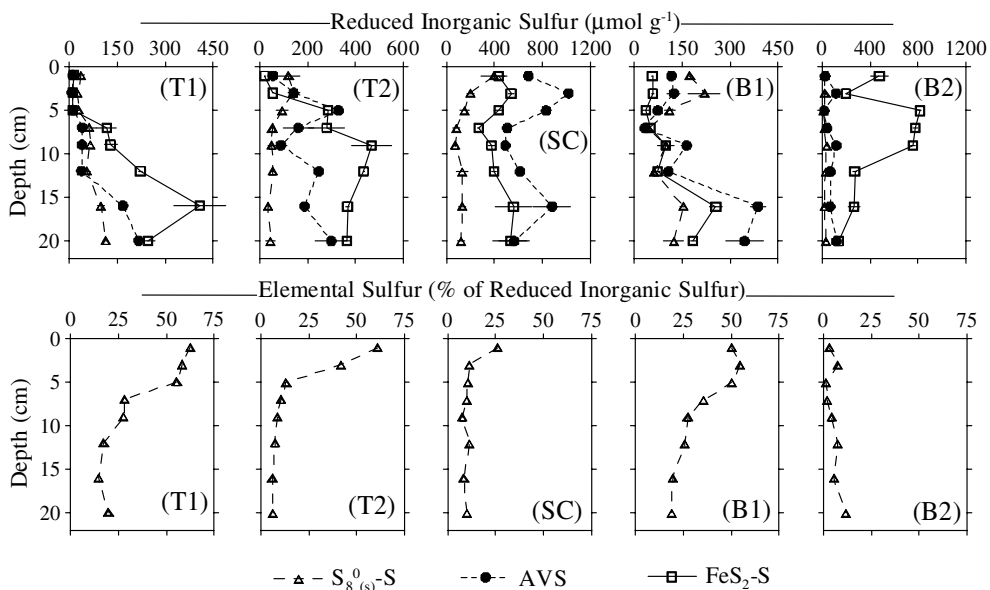 Reduced Inorganic Sulfur (μmol g-1)
0 150 300 450 0 200 400 600 0 400 800 1200 0 150 300 450 0 400 800 1200
0
5
10
15
20
Depth (cm)
(T1) (T2) (SC) (B1) (B2)
Elemental Sulfur (% of Reduced Inorganic Sulfur)
0 25 50 75 0 25 50 75 0 25 50 75 0 25 50 75 0 25 50 75
0
5
10
15
20
Depth (cm)
(T1) (T2) (SC) (B1) (B2)
S8 0(s)-S AVS FeS2-S